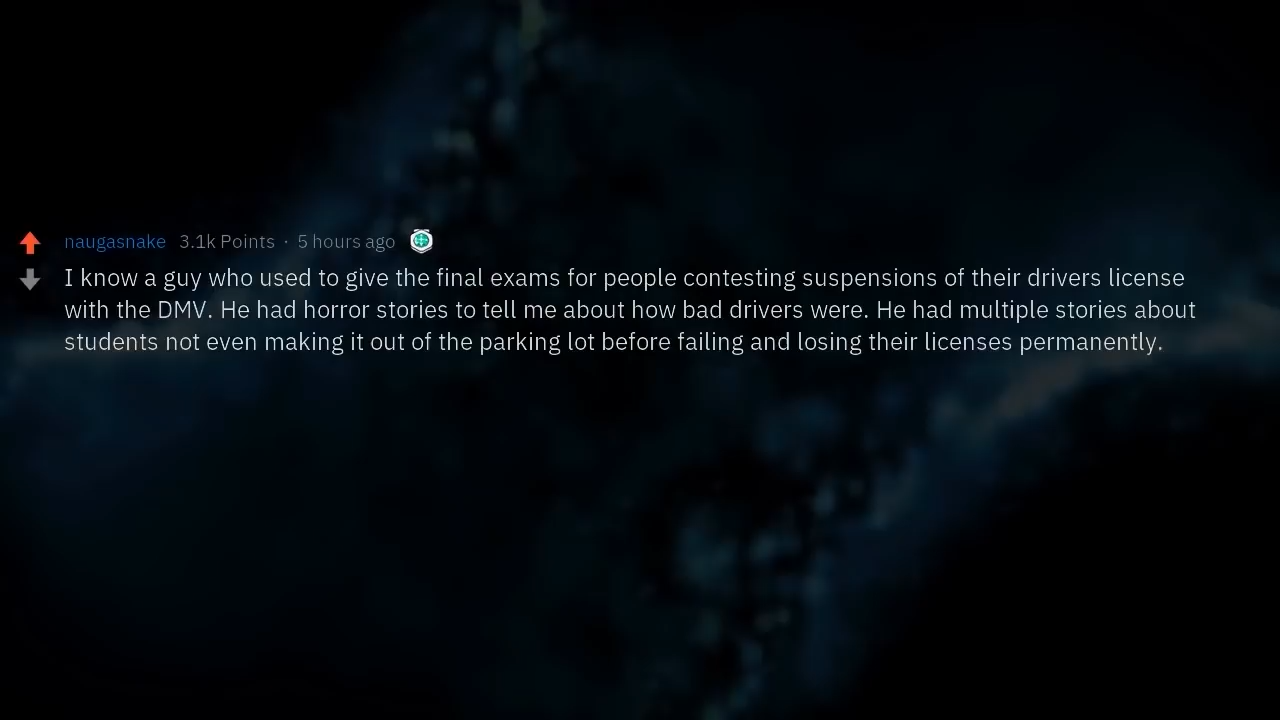 naugasnake 3.1k Points · 5 hours ago
I know a guy who used to give the final exams for people contesting suspensions of their drivers license
with the DMV. He had horror stories to tell me about how bad drivers were. He had multiple stories about
students not even making it out of the parking lot before failing and losing their licenses permanently.